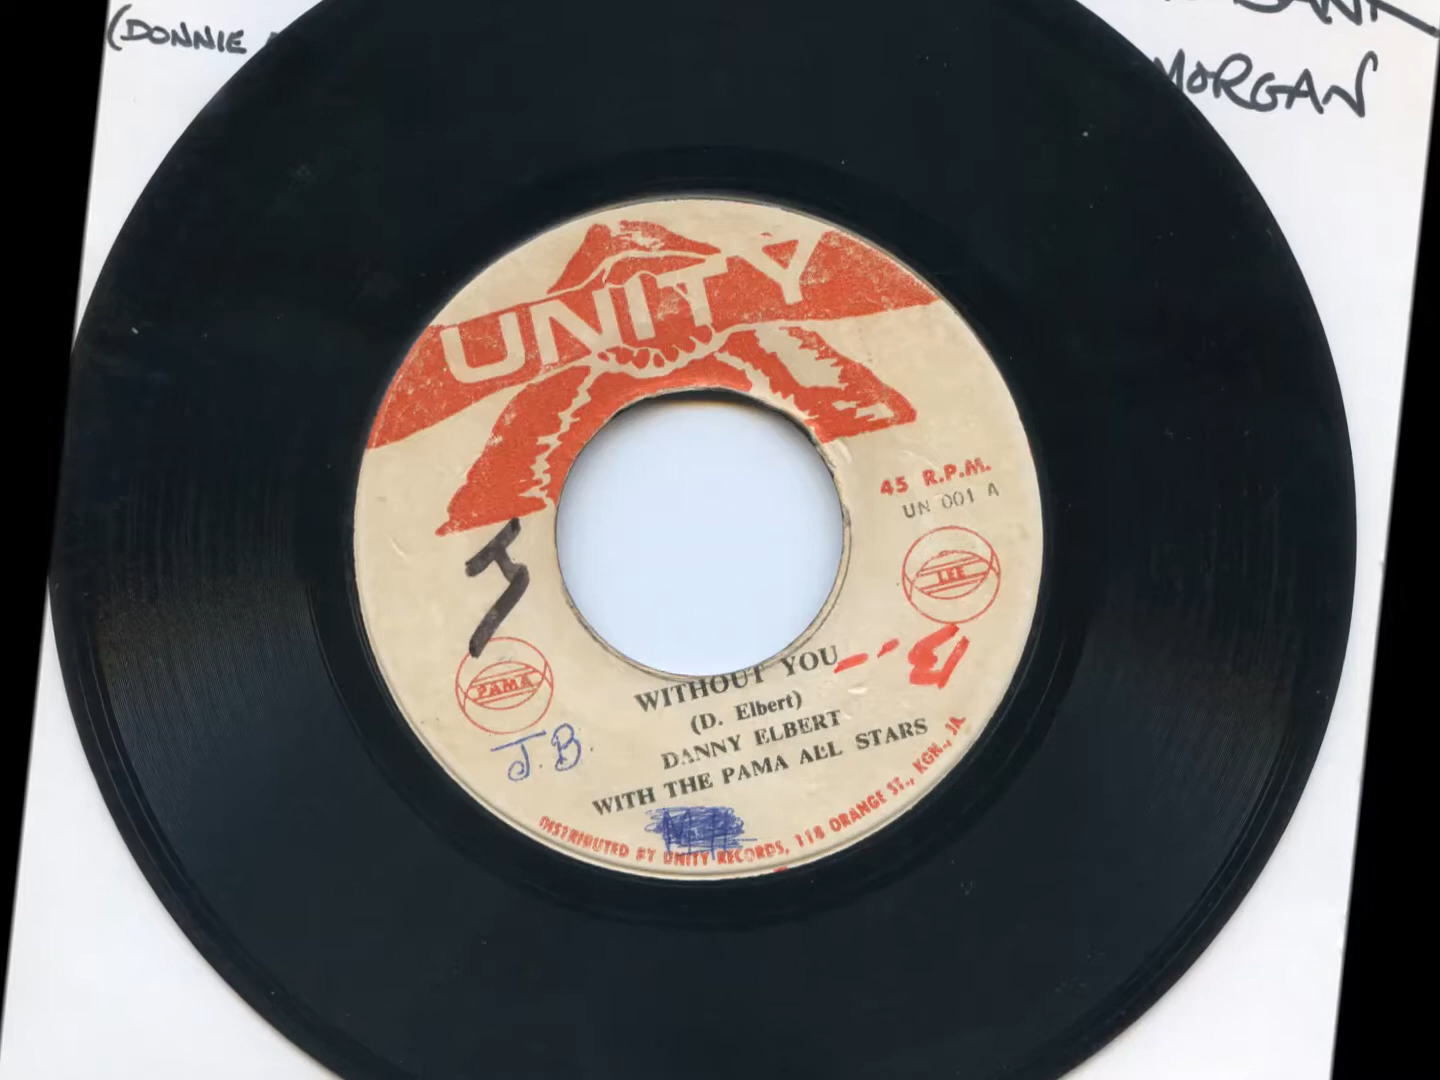 (DONNIE
MORGAN
UNITY
45 R.P.M.
UN 001 A
LEE
PAMA
J.B.
WITHOUT YOU
(D. Elbert)
DANNY ELBERT
WITH THE PAMA ALL STARS
DISTRIBUTED BY UNITY RECORDS, 118 ORANGE ST., KGN., JA